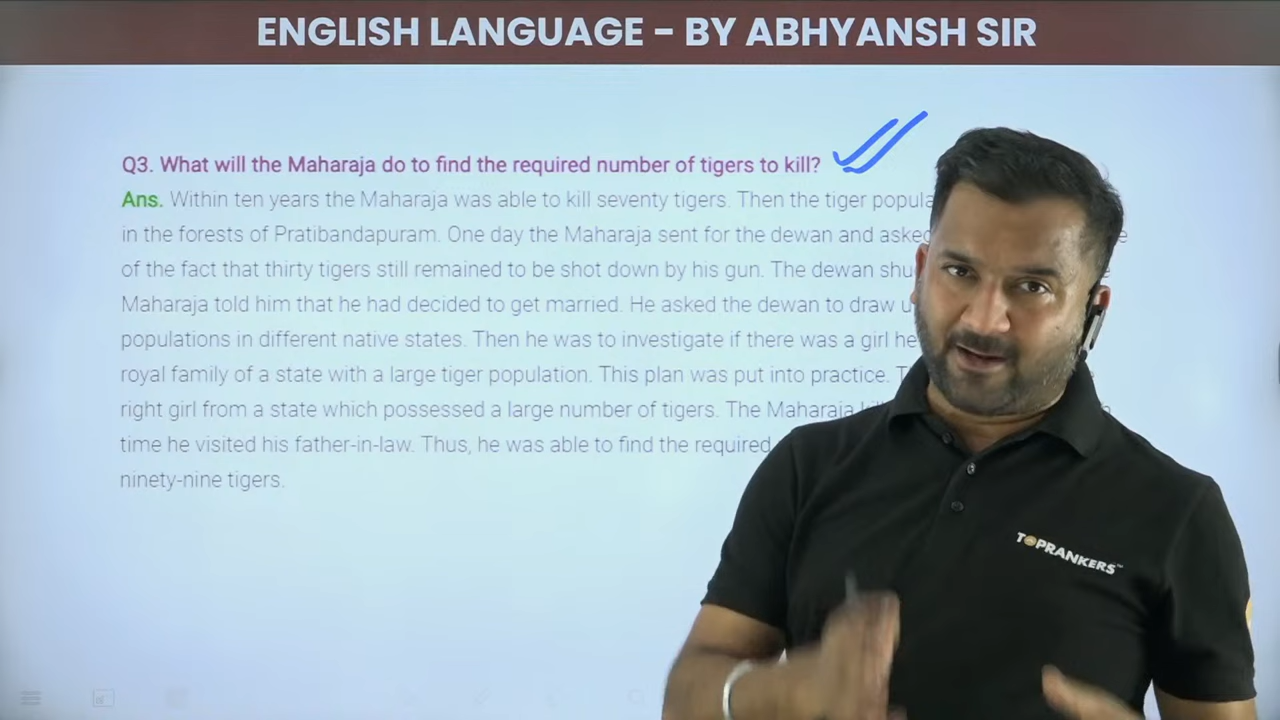 ENGLISH LANGUAGE - BY ABHYANSH SIR
Q3. What will the Maharaja do to find the required number of tigers to kill?
Ans. Within ten years the Maharaja was able to kill seventy tigers. Then the tiger
in the forests of Pratibandapuram. One day the Maharaja sent for the dewan and
of the fact that thirty tigers still remained to be shot down by his gun. The dewan
Maharaja told him that he had decided to get married. He asked the dewan to draw
populations in different native states. Then he was to investigate if there was a girl
royal family of a state with a large tiger population. This plan was put into practice.
right girl from a state which possessed a large number of tigers. The Maharaja
time he visited his father-in-law. Thus, he was able to find the required
ninety-nine tigers.
TOPRANKERS